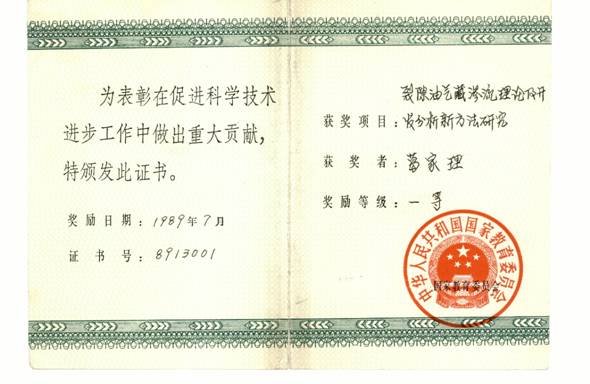 为表彰在促进科学技术
进步工作中做出重大贡献,
特颁发此证书。
奖励日期：1989年7月
证书号：8913001
裂隙油气藏渗流理论及开
获奖项目：发分析新方法研究
获奖者：葛家理
奖励等级：一等
中华人民共和国国家教育委员会
国家教育委员会